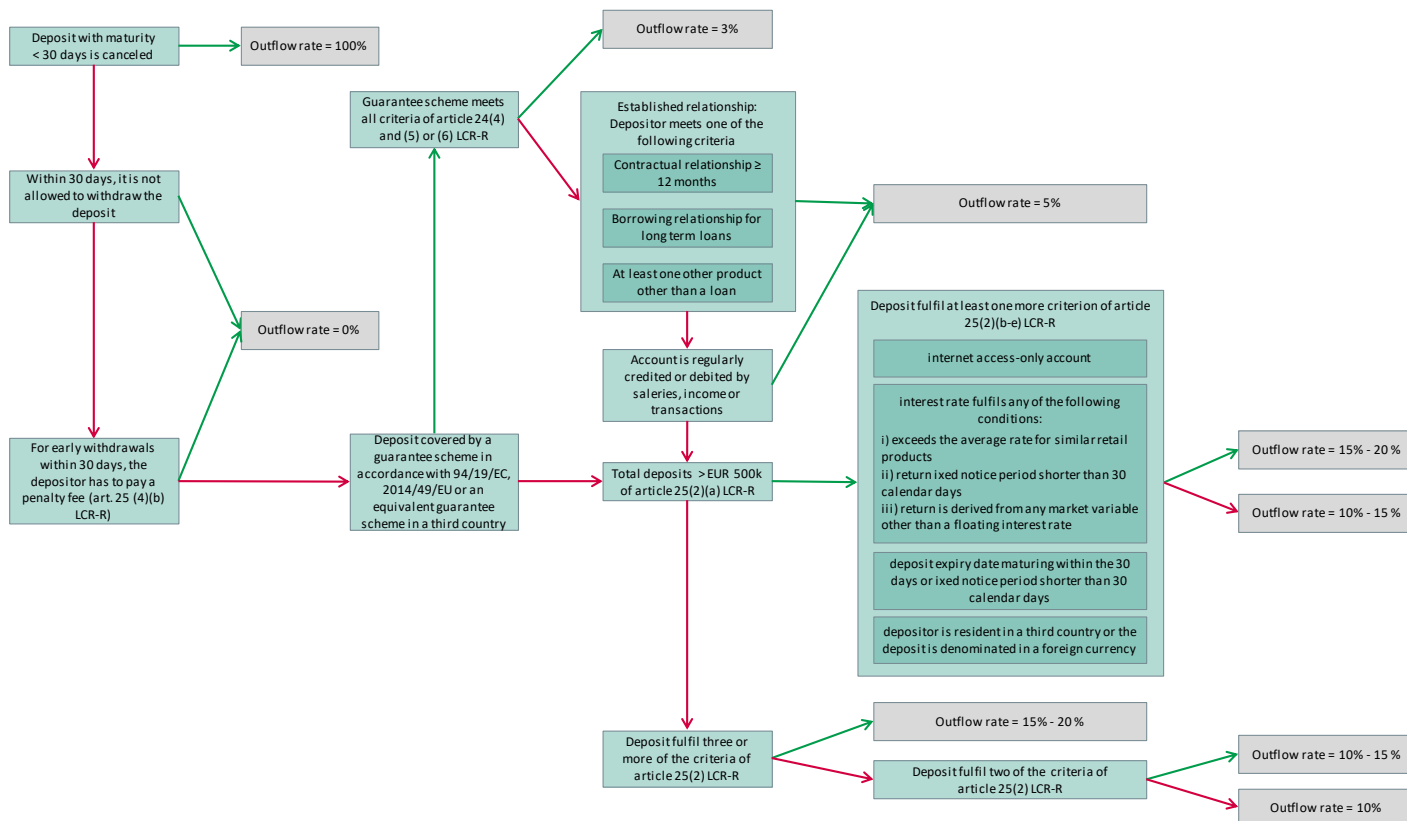 Deposit with maturity
< 30 days is canceled
Outflow rate = 100%
Outflow rate = 3%
Guarantee scheme meets
all criteria of article 24(4)
and (5) or (6) LCR-R
Established relationship:
Depositor meets one of the
following criteria
Contractual relationship ≥
12 months
Borrowing relationship for
long term loans
At least one other product
other than a loan
Within 30 days, it is not
allowed to withdraw the
deposit
Outflow rate = 5%
Outflow rate = 0%
Account is regularly
credited or debited by
saleries, income or
transactions
Deposit fulfil at least one more criterion of article
25(2)(b-e) LCR-R
internet access-only account
interest rate fulfils any of the following
conditions:
i) exceeds the average rate for similar retail
products
ii) return ixed notice period shorter than 30
calendar days
iii) return is derived from any market variable
other than a floating interest rate
deposit expiry date maturing within the 30
days or ixed notice period shorter than 30
calendar days
depositor is resident in a third country or the
deposit is denominated in a foreign currency
For early withdrawals
within 30 days, the
depositor has to pay a
penalty fee (art. 25 (4)(b)
LCR-R)
Deposit covered by a
guarantee scheme in
accordance with 94/19/EC,
2014/49/EU or an
equivalent guarantee
scheme in a third country
Total deposits > EUR 500k
of article 25(2)(a) LCR-R
Outflow rate = 15% - 20 %
Outflow rate = 10% - 15 %
Deposit fulfil three or
more of the criteria of
article 25(2) LCR-R
Outflow rate = 15% - 20 %
Deposit fulfil two of the criteria of
article 25(2) LCR-R
Outflow rate = 10% - 15 %
Outflow rate = 10%